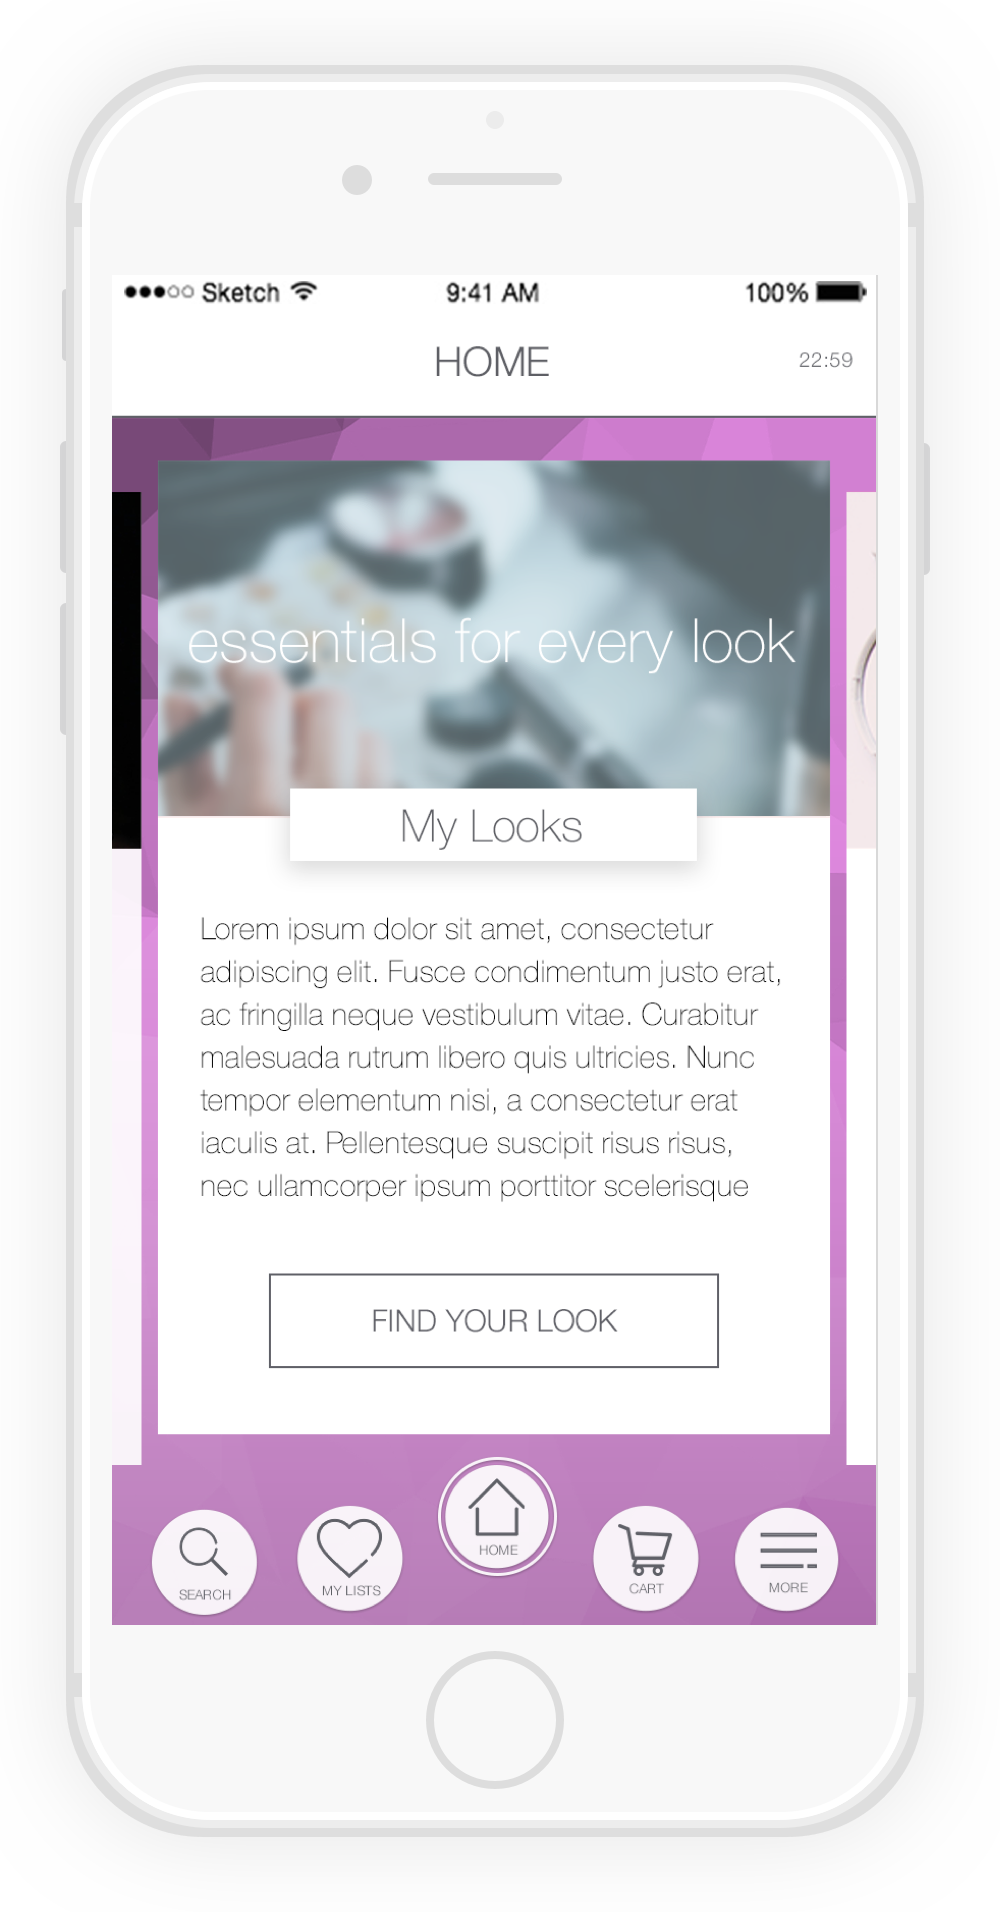 Sketch 9:41 AM 100%
HOME 22:59
essentials for every look
My Looks
Lorem ipsum dolor sit amet, consectetur
adipiscing elit. Fusce condimentum justo erat,
ac fringilla neque vestibulum vitae. Curabitur
malesuada rutrum libero quis ultricies. Nunc
tempor elementum nisi, a consectetur erat
iaculis at. Pellentesque suscipit risus risus,
nec ullamcorper ipsum porttitor scelerisque
FIND YOUR LOOK
SEARCH MY LISTS HOME CART MORE